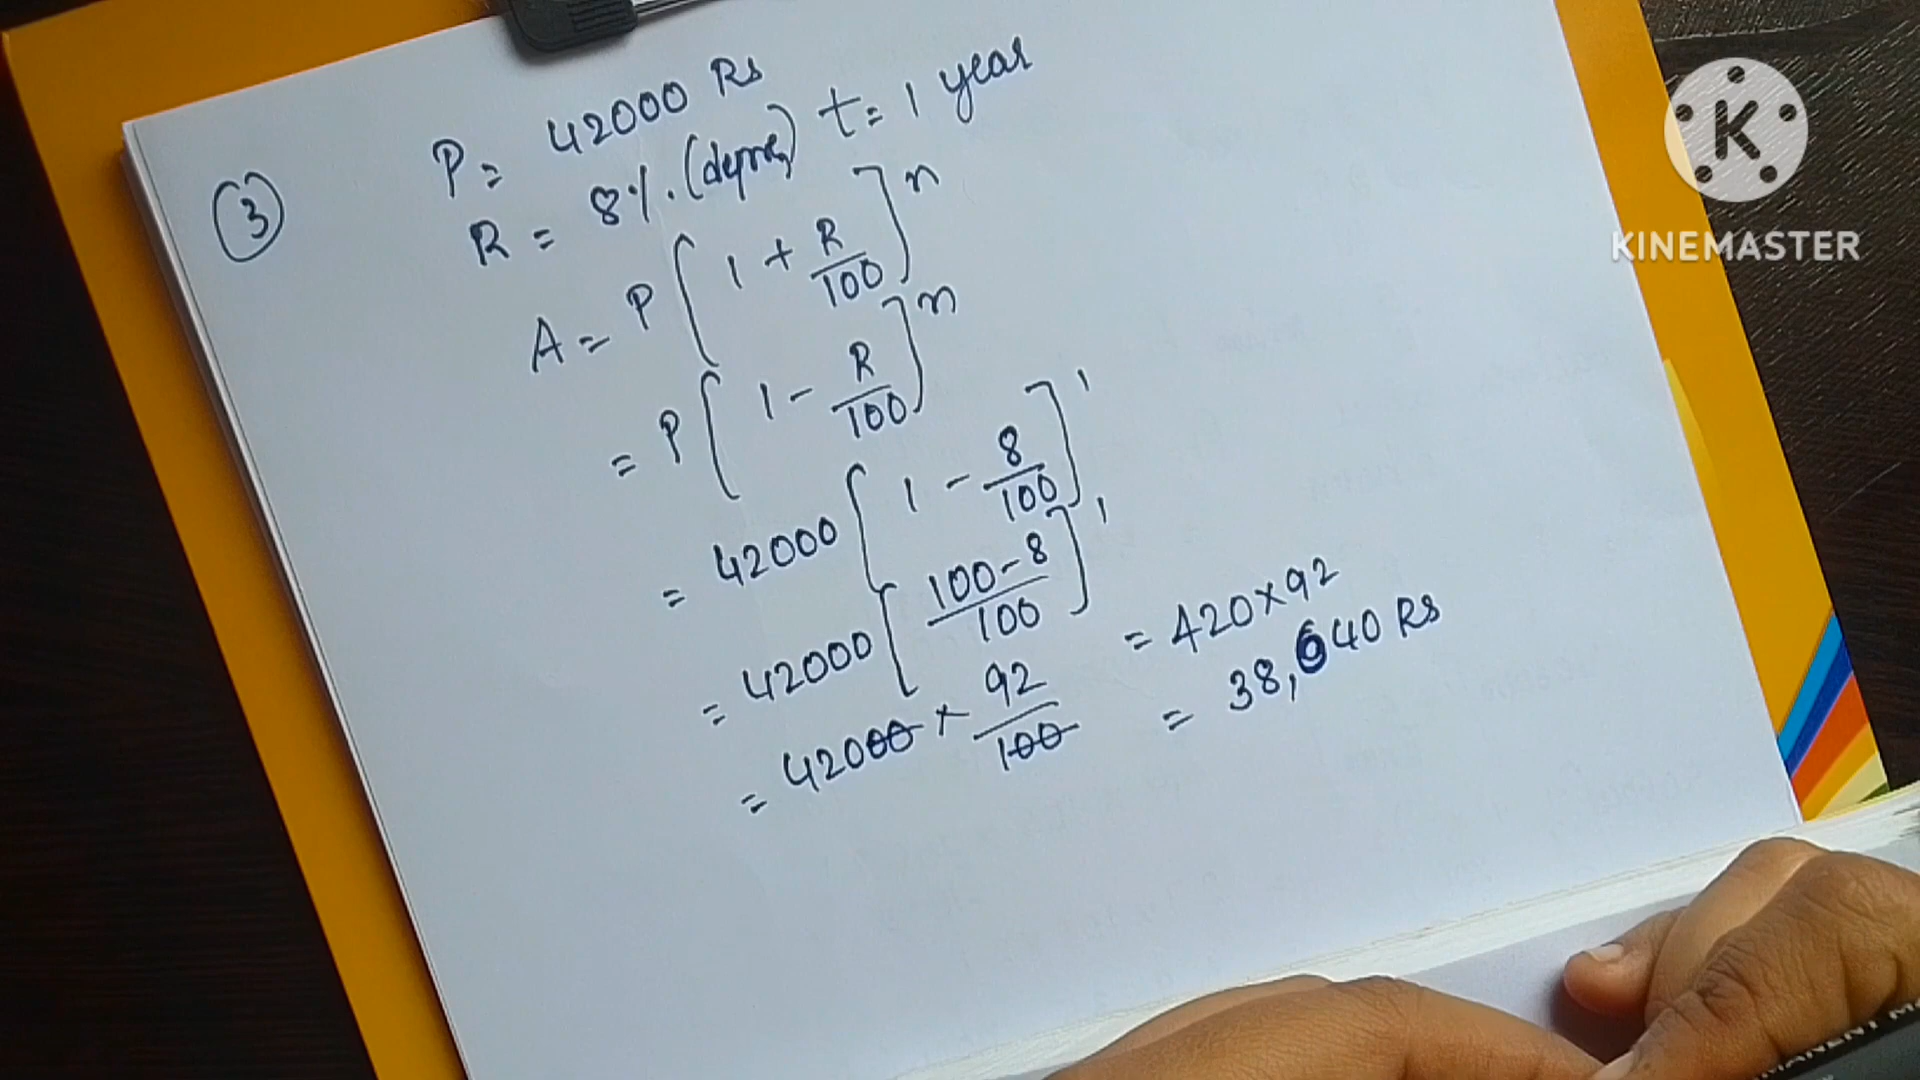 ③
P = 42000 Rs
R = 8%. (depre) t = 1 year
A = P [ 1 + R/100 ]ⁿ
= P [ 1 - R/100 ]ⁿ
= 42000 [ 1 - 8/100 ]¹
= 42000 [ 100-8/100 ]¹
= 42000 × 92/100
= 420×92
= 38,640 Rs
K
KINEMASTER